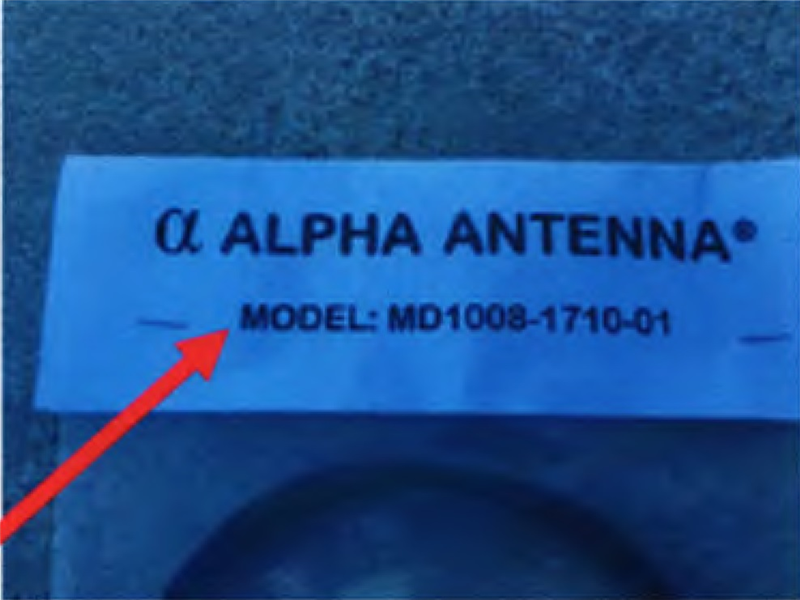 α ALPHA ANTENNA®
MODEL: MD1008-1710-01